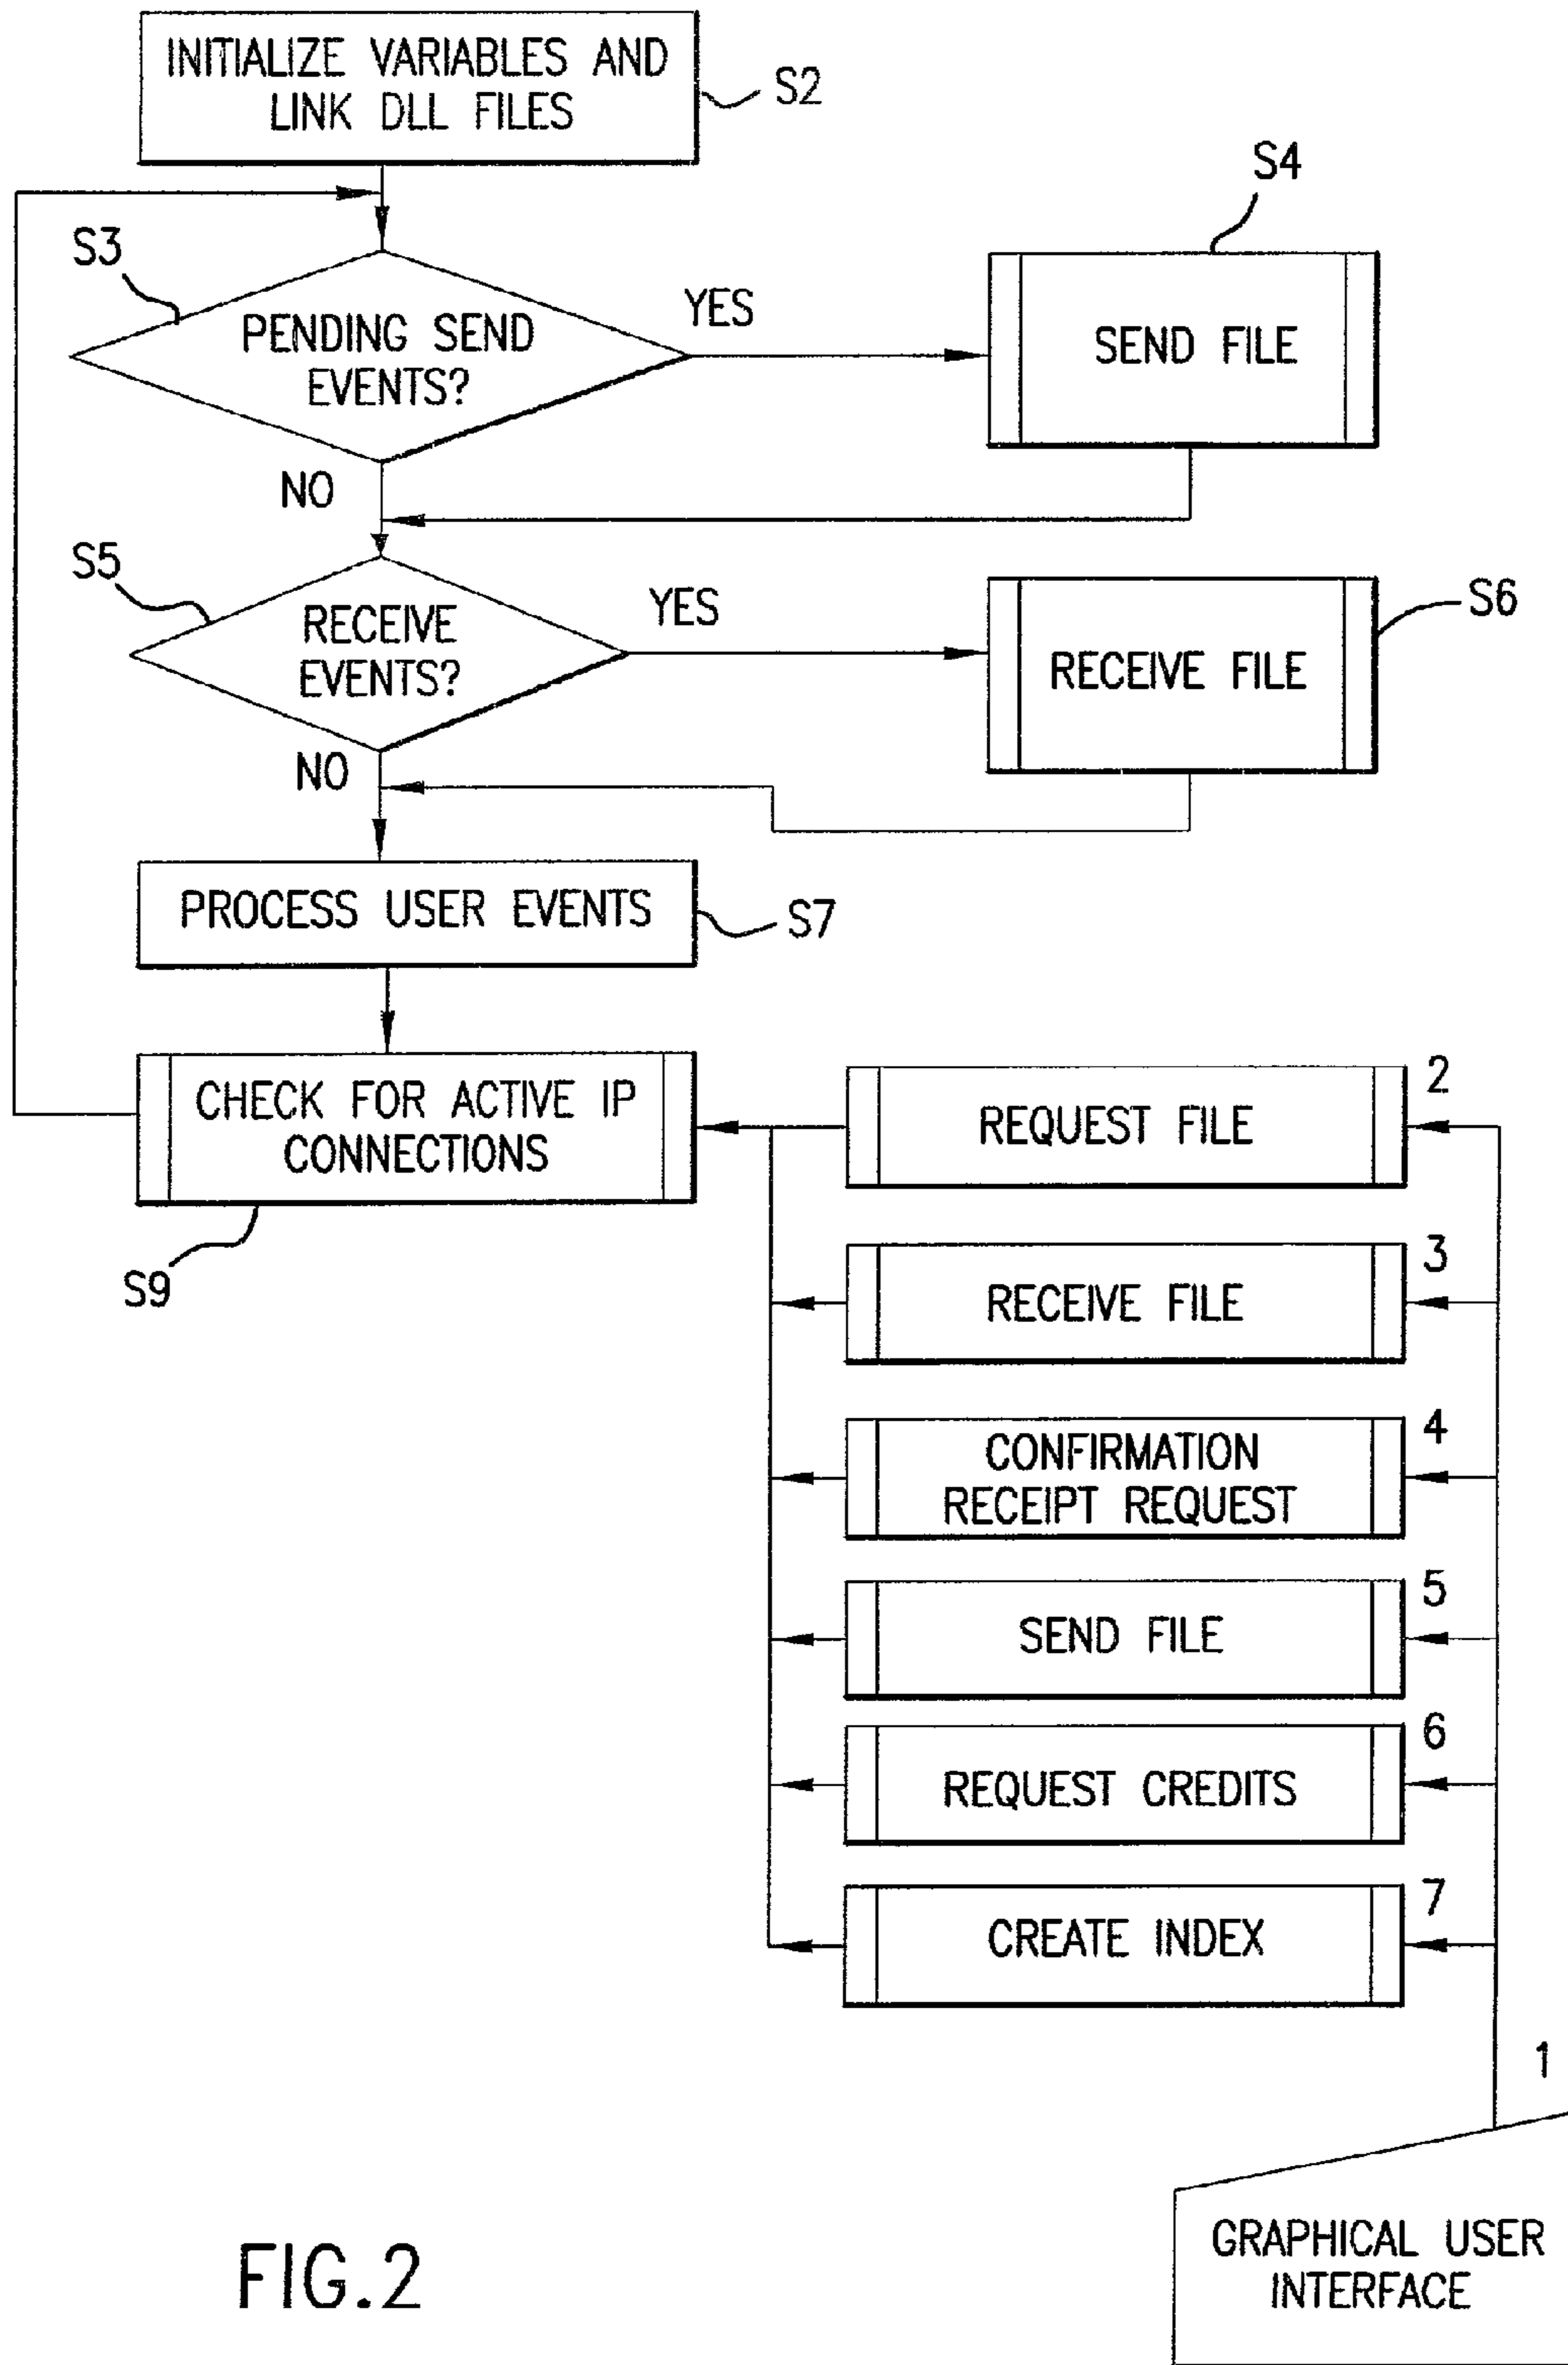 INITIALIZE VARIABLES AND
LINK DLL FILES
S2
S4
S3
PENDING SEND
EVENTS?
YES
SEND FILE
NO
S5
RECEIVE
EVENTS?
YES
RECEIVE FILE
S6
NO
PROCESS USER EVENTS
S7
CHECK FOR ACTIVE IP
CONNECTIONS
S9
REQUEST FILE
2
RECEIVE FILE
3
CONFIRMATION
RECEIPT REQUEST
4
SEND FILE
5
REQUEST CREDITS
6
CREATE INDEX
7
1
GRAPHICAL USER
INTERFACE
FIG.2